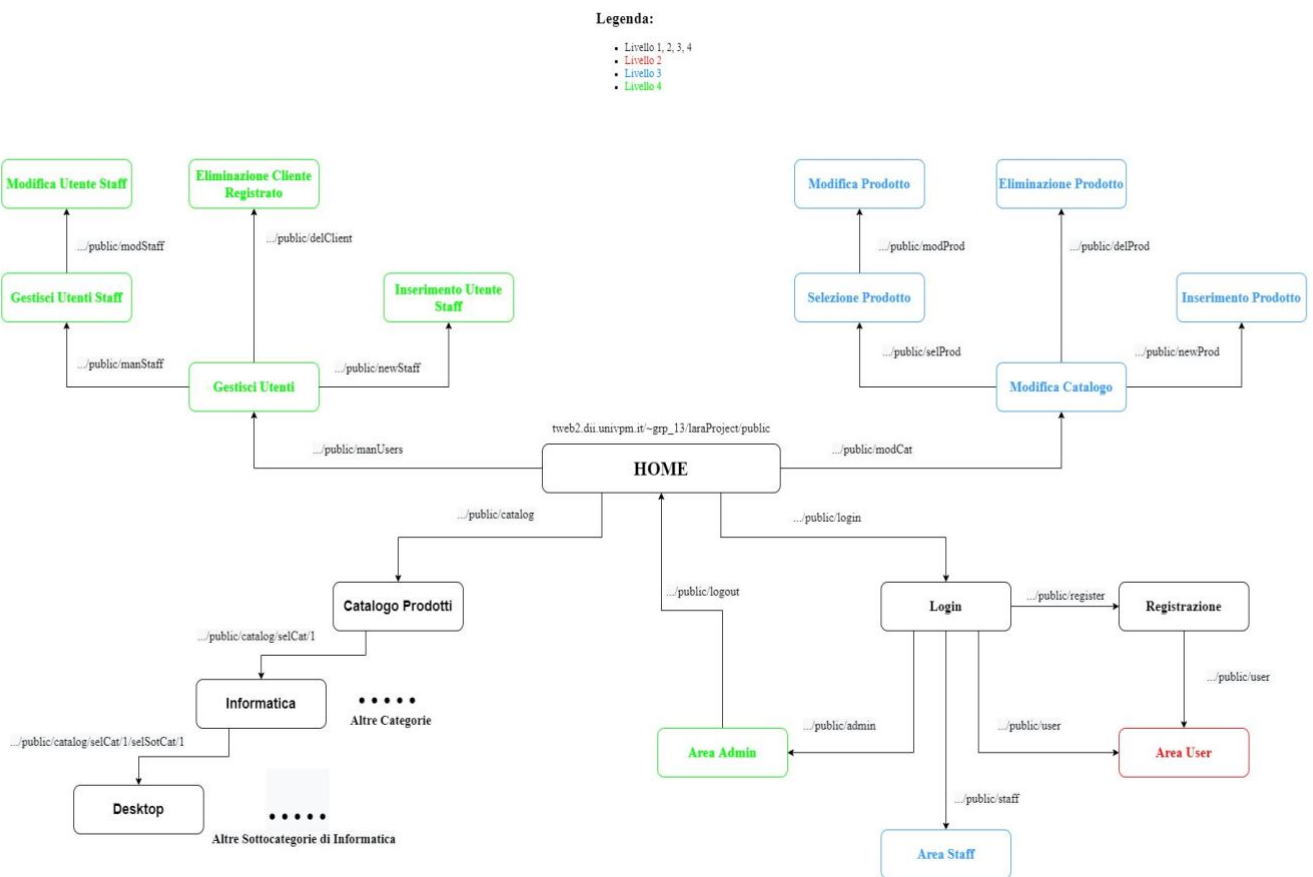 Legenda:
Livello 1, 2, 3, 4
Livello 2
Livello 3
Livello 4
Modifica Utente Staff
Eliminazione Cliente
Registrato
Modifica Prodotto
Eliminazione Prodotto
.../public/modStaff
.../public/delClient
.../public/modProd
.../public/delProd
Gestisci Utenti Staff
Inserimento Utente
Staff
Selezione Prodotto
Inserimento Prodotto
.../public/manStaff
.../public/newStaff
.../public/selProd
.../public/newProd
Gestisci Utenti
Modifica Catalogo
tweb2.dii.univpm.it/~grp_13/laraProject/public
.../public/manUsers
HOME
.../public/modCat
.../public/catalog
.../public/login
Catalogo Prodotti
.../public/logout
Login
.../public/register
Registrazione
.../public/catalog/selCat/1
.../public/user
Informatica
Altre Categorie
.../public/catalog/selCat/1/selSotCat/1
.../public/admin
.../public/user
Area Admin
Area User
Desktop
.../public/staff
Altre Sottocategorie di Informatica
Area Staff